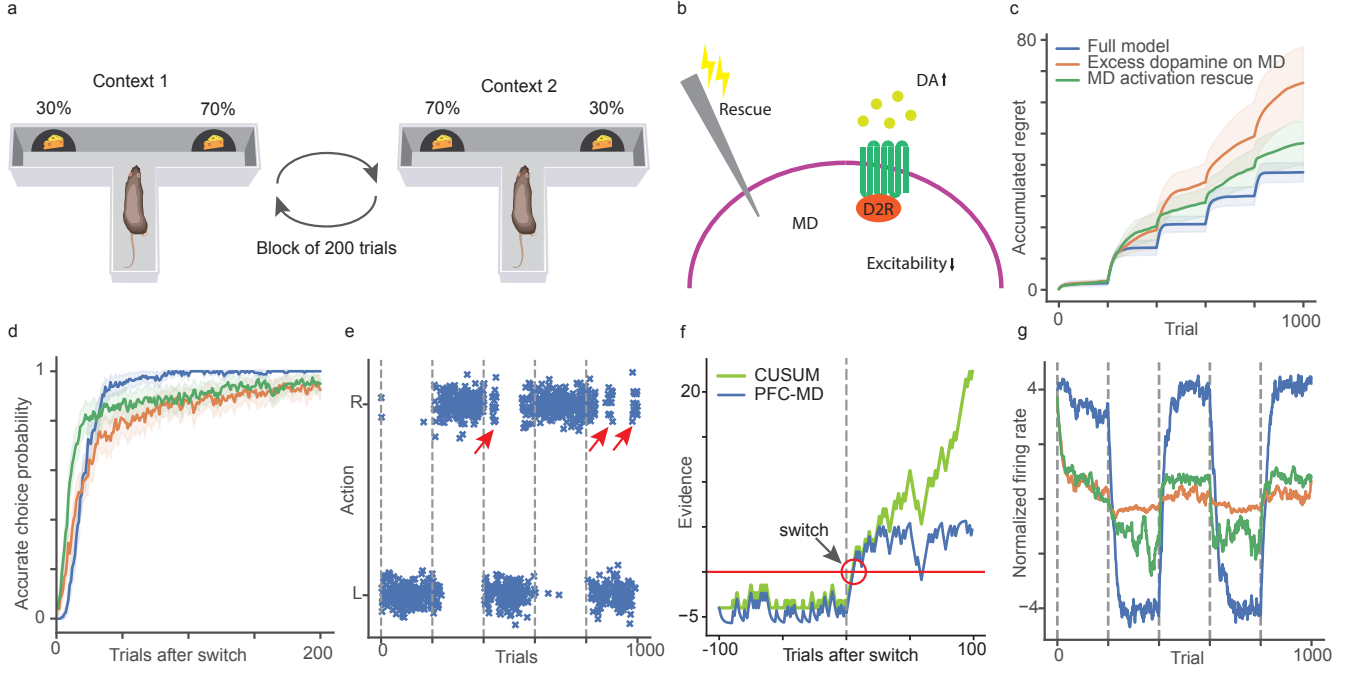 a
Context 1
30%
70%
Context 2
70%
30%
Block of 200 trials
b
Rescue
DA
D2R
MD
Excitability
c
80
Full model
Excess dopamine on MD
MD activation rescue
Accumulated regret
0
0
1000
Trial
d
1
Accurate choice probability
0
0
200
Trials after switch
e
R
Action
L
0
1000
Trials
f
CUSUM
PFC-MD
20
Evidence
switch
-5
-100
100
Trials after switch
g
4
Normalized firing rate
−4
0
1000
Trial